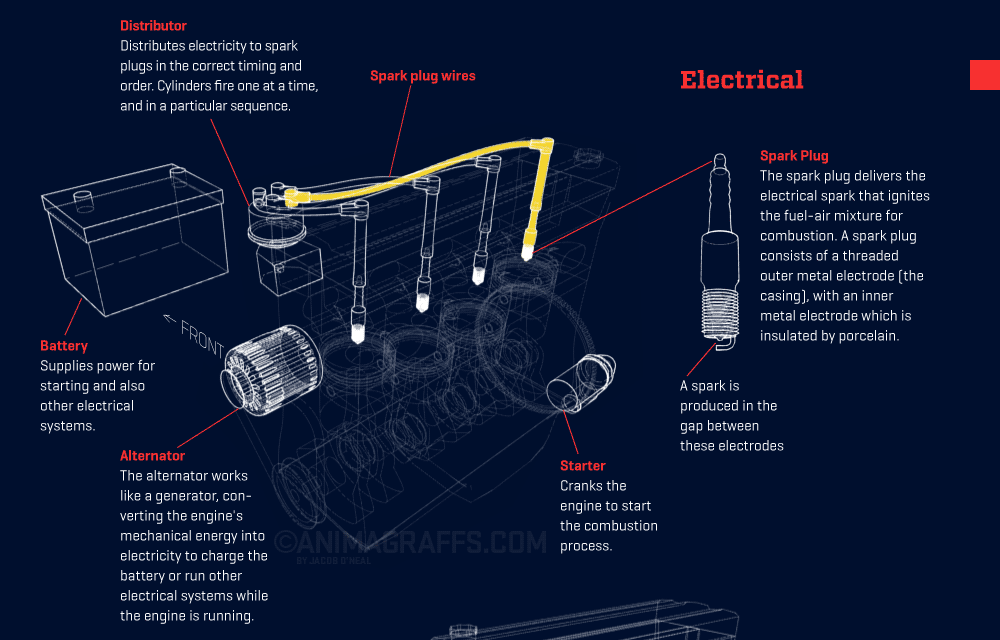 Distributor
Distributes electricity to spark
plugs in the correct timing and
order. Cylinders fire one at a time,
and in a particular sequence.
Spark plug wires
Electrical
Spark Plug
The spark plug delivers the
electrical spark that ignites
the fuel-air mixture for
combustion. A spark plug
consists of a threaded
outer metal electrode (the
casing), with an inner
metal electrode which is
insulated by porcelain.
A spark is
produced in the
gap between
these electrodes
FRONT
Battery
Supplies power for
starting and also
other electrical
systems.
Alternator
The alternator works
like a generator, con-
verting the engine's
mechanical energy into
electricity to charge the
battery or run other
electrical systems while
the engine is running.
Starter
Cranks the
engine to start
the combustion
process.
©ANIMAGRAFFS.COM
BY JACOB O'NEAL